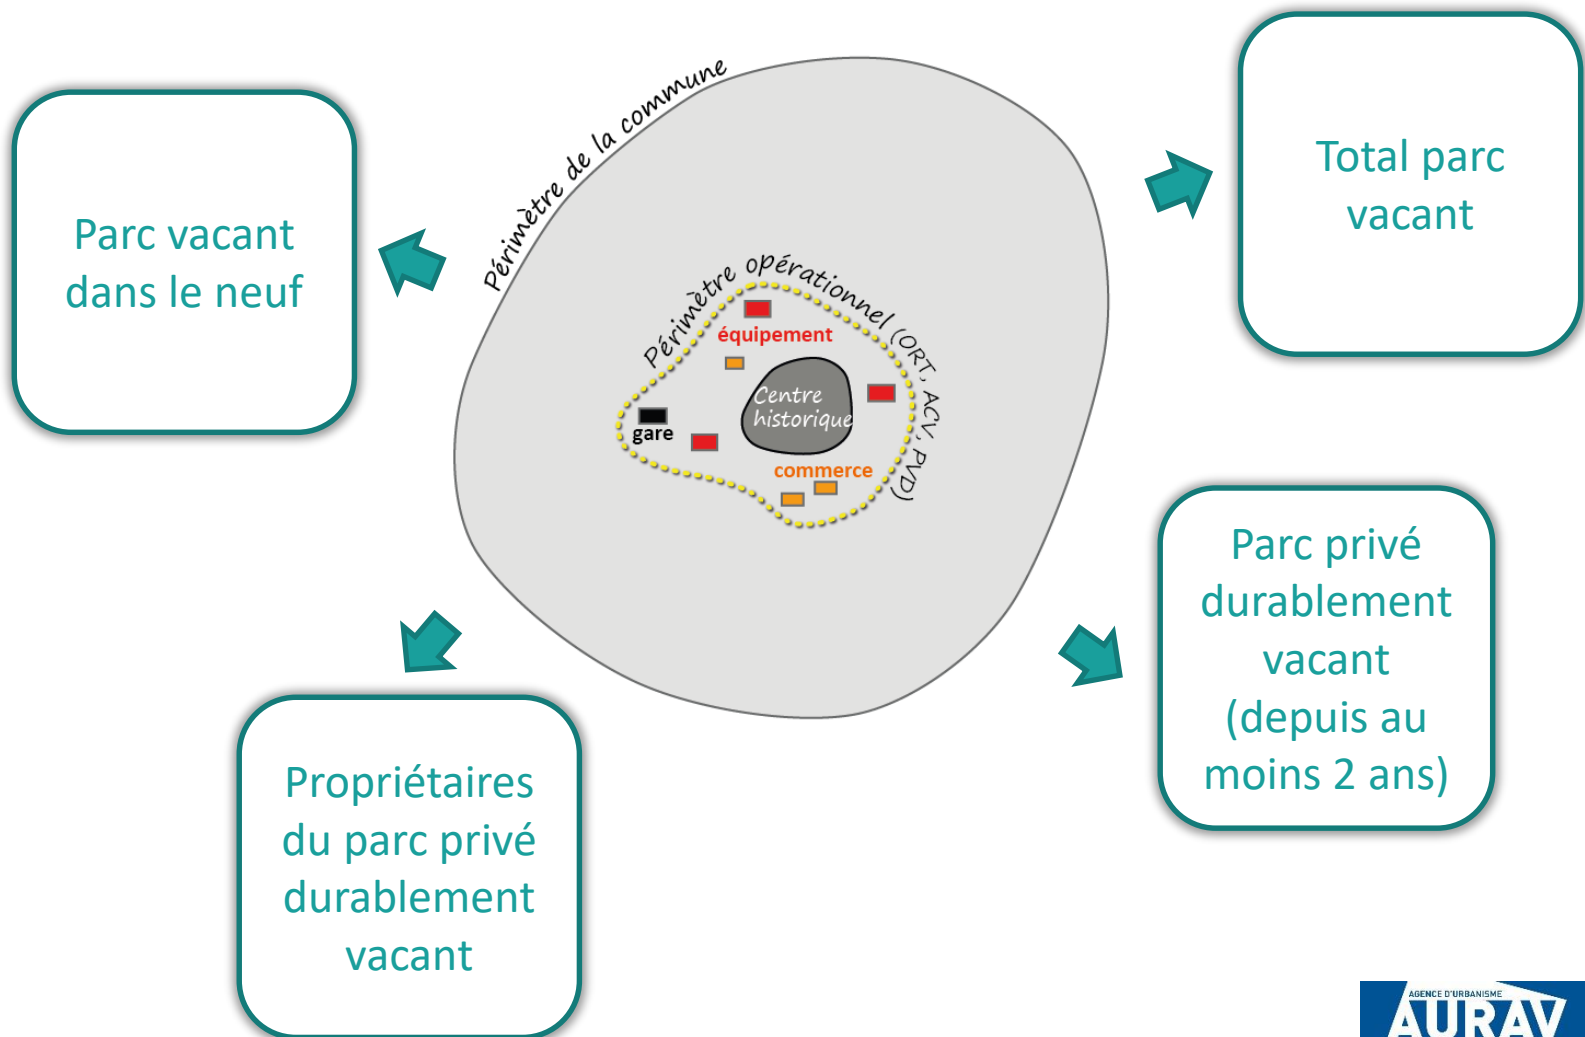 Périmètre de la commune
Total parc
vacant
Parc vacant
dans le neuf
Périmètre opérationnel (ORT, ACV, PVD)
équipement
Centre
historique
gare
commerce
Parc privé
durablement
vacant
(depuis au
moins 2 ans)
Propriétaires
du parc privé
durablement
vacant
AGENCE D'URBANISME
AURAV